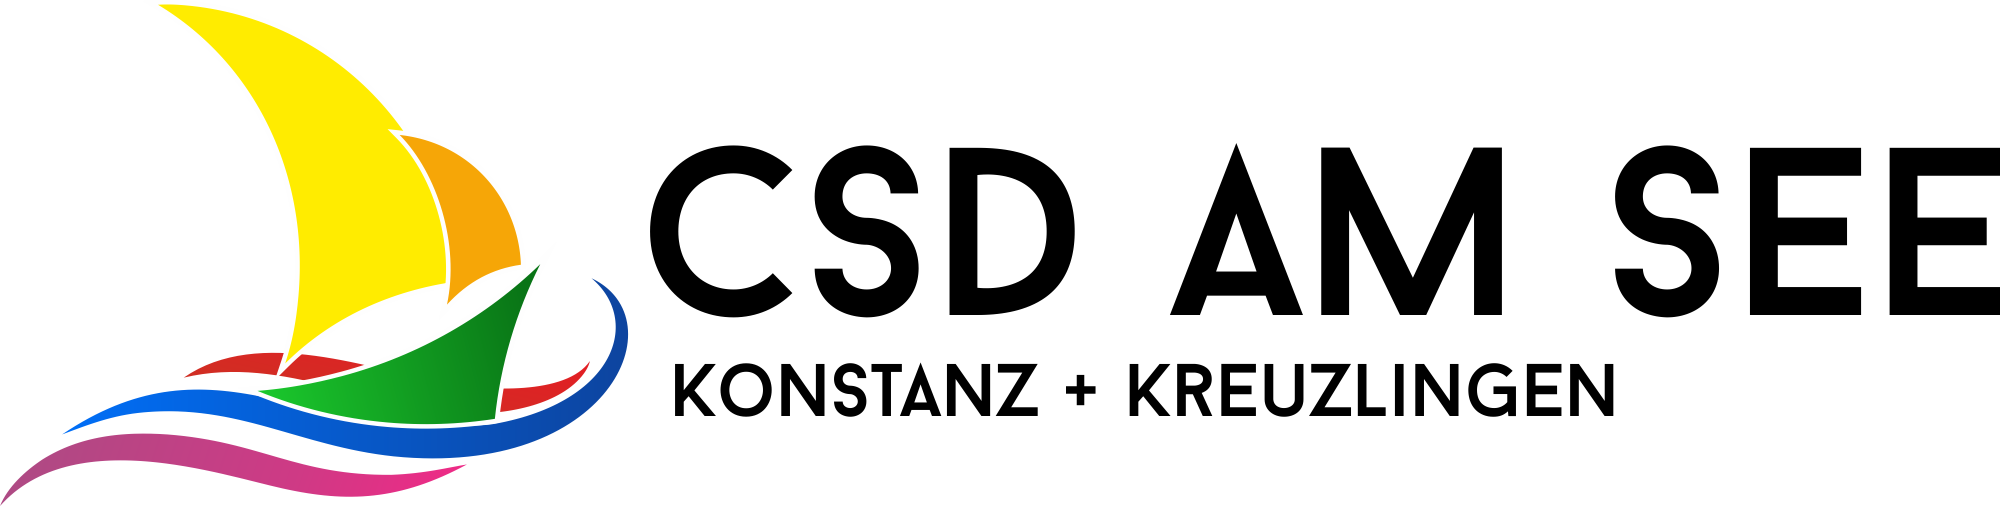 CSD AM SEE
KONSTANZ + KREUZLINGEN